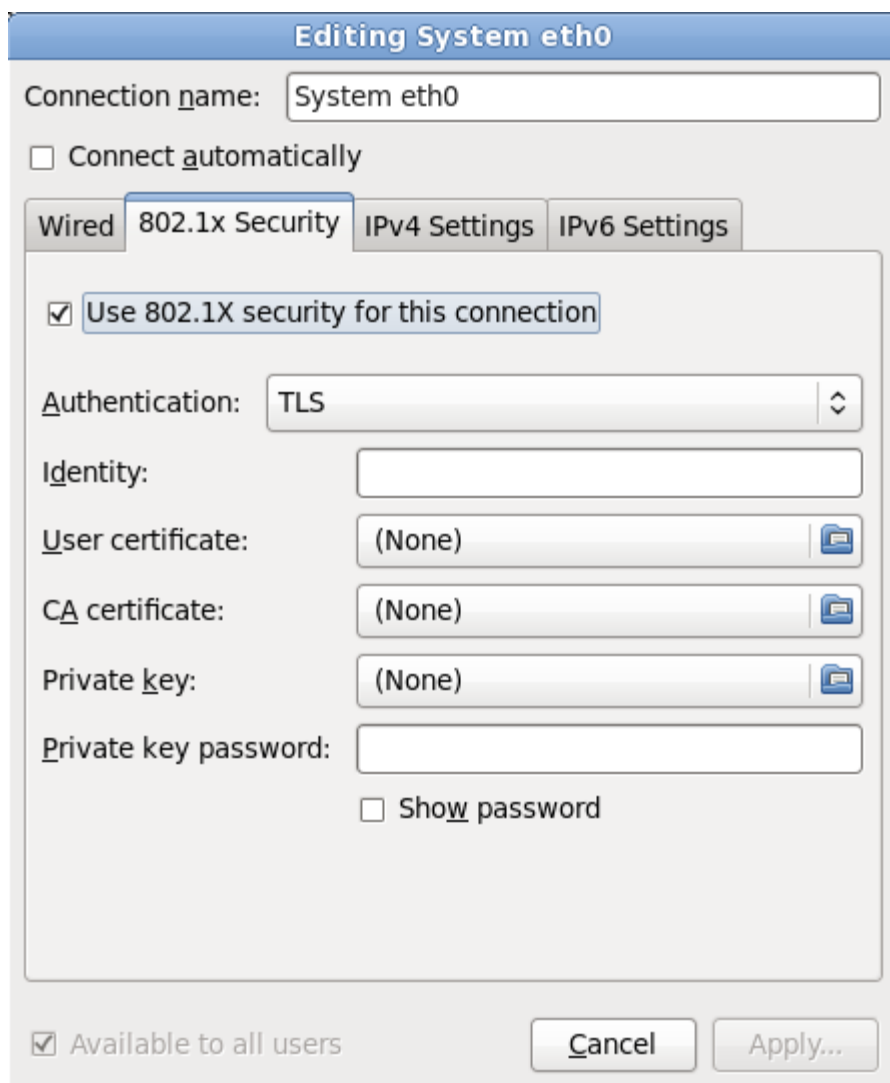 Editing System eth0
Connection name: System eth0
Connect automatically
Wired 802.1x Security IPv4 Settings IPv6 Settings
Use 802.1X security for this connection
Authentication: TLS
Identity:
User certificate: (None)
CA certificate: (None)
Private key: (None)
Private key password:
Show password
Available to all users Cancel Apply...